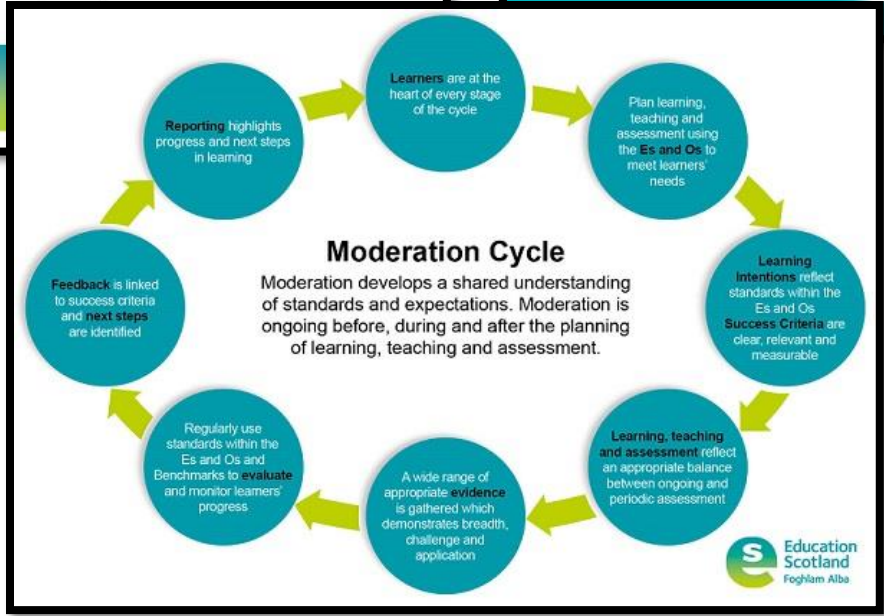 Learners are at the
heart of every stage
of the cycle
Plan learning,
teaching and
assessment using
the Es and Os to
meet learners'
needs
Learning
Intentions reflect
standards within the
Es and Os
Success Criteria are
clear, relevant and
measurable
Learning, teaching
and assessment reflect
an appropriate balance
between ongoing and
periodic assessment
A wide range of
appropriate evidence
is gathered which
demonstrates breadth,
challenge and
application
Regularly use
standards within the
Es and Os and
Benchmarks to evaluate
and monitor learners'
progress
Feedback is linked
to success criteria
and next steps
are identified
Reporting highlights
progress and next steps
in learning
Moderation Cycle
Moderation develops a shared understanding
of standards and expectations. Moderation is
ongoing before, during and after the planning
of learning, teaching and assessment.
Education
Scotland
Foghlam Alba